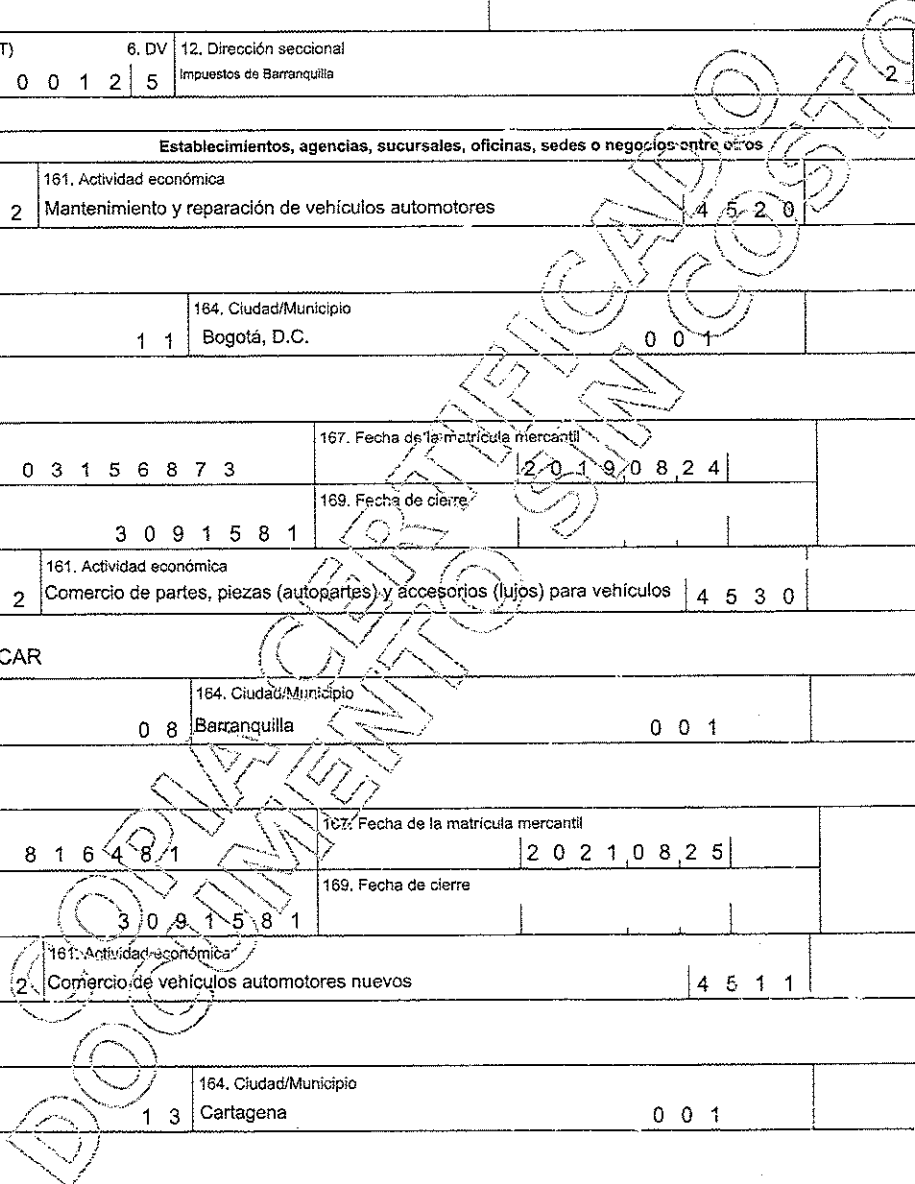 T) 6. DV 12. Dirección seccional
0 0 1 2 5 Impuestos de Barranquilla 2
Establecimientos, agencias, sucursales, oficinas, sedes o negocios entre otros
161. Actividad económica
2 Mantenimiento y reparación de vehículos automotores 4 5 2 0
164. Ciudad/Municipio
1 1 Bogotá, D.C. 0 0 1
167. Fecha de la matrícula mercantil
0 3 1 5 6 8 7 3 2 0 1 9 0 8 2 4
169. Fecha de cierre
3 0 9 1 5 8 1
161. Actividad económica
2 Comercio de partes, piezas (autopartes) y accesorios (lujos) para vehículos 4 5 3 0
CAR
164. Ciudad/Municipio
0 8 Barranquilla 0 0 1
167. Fecha de la matrícula mercantil
8 1 6 4 8 1 2 0 2 1 0 8 2 5
169. Fecha de cierre
3 0 9 1 5 8 1
161. Actividad económica
2 Comercio de vehículos automotores nuevos 4 5 1 1
164. Ciudad/Municipio
1 3 Cartagena 0 0 1
COPIA CERTIFICADO
DOCUMENTO SIN COSTO